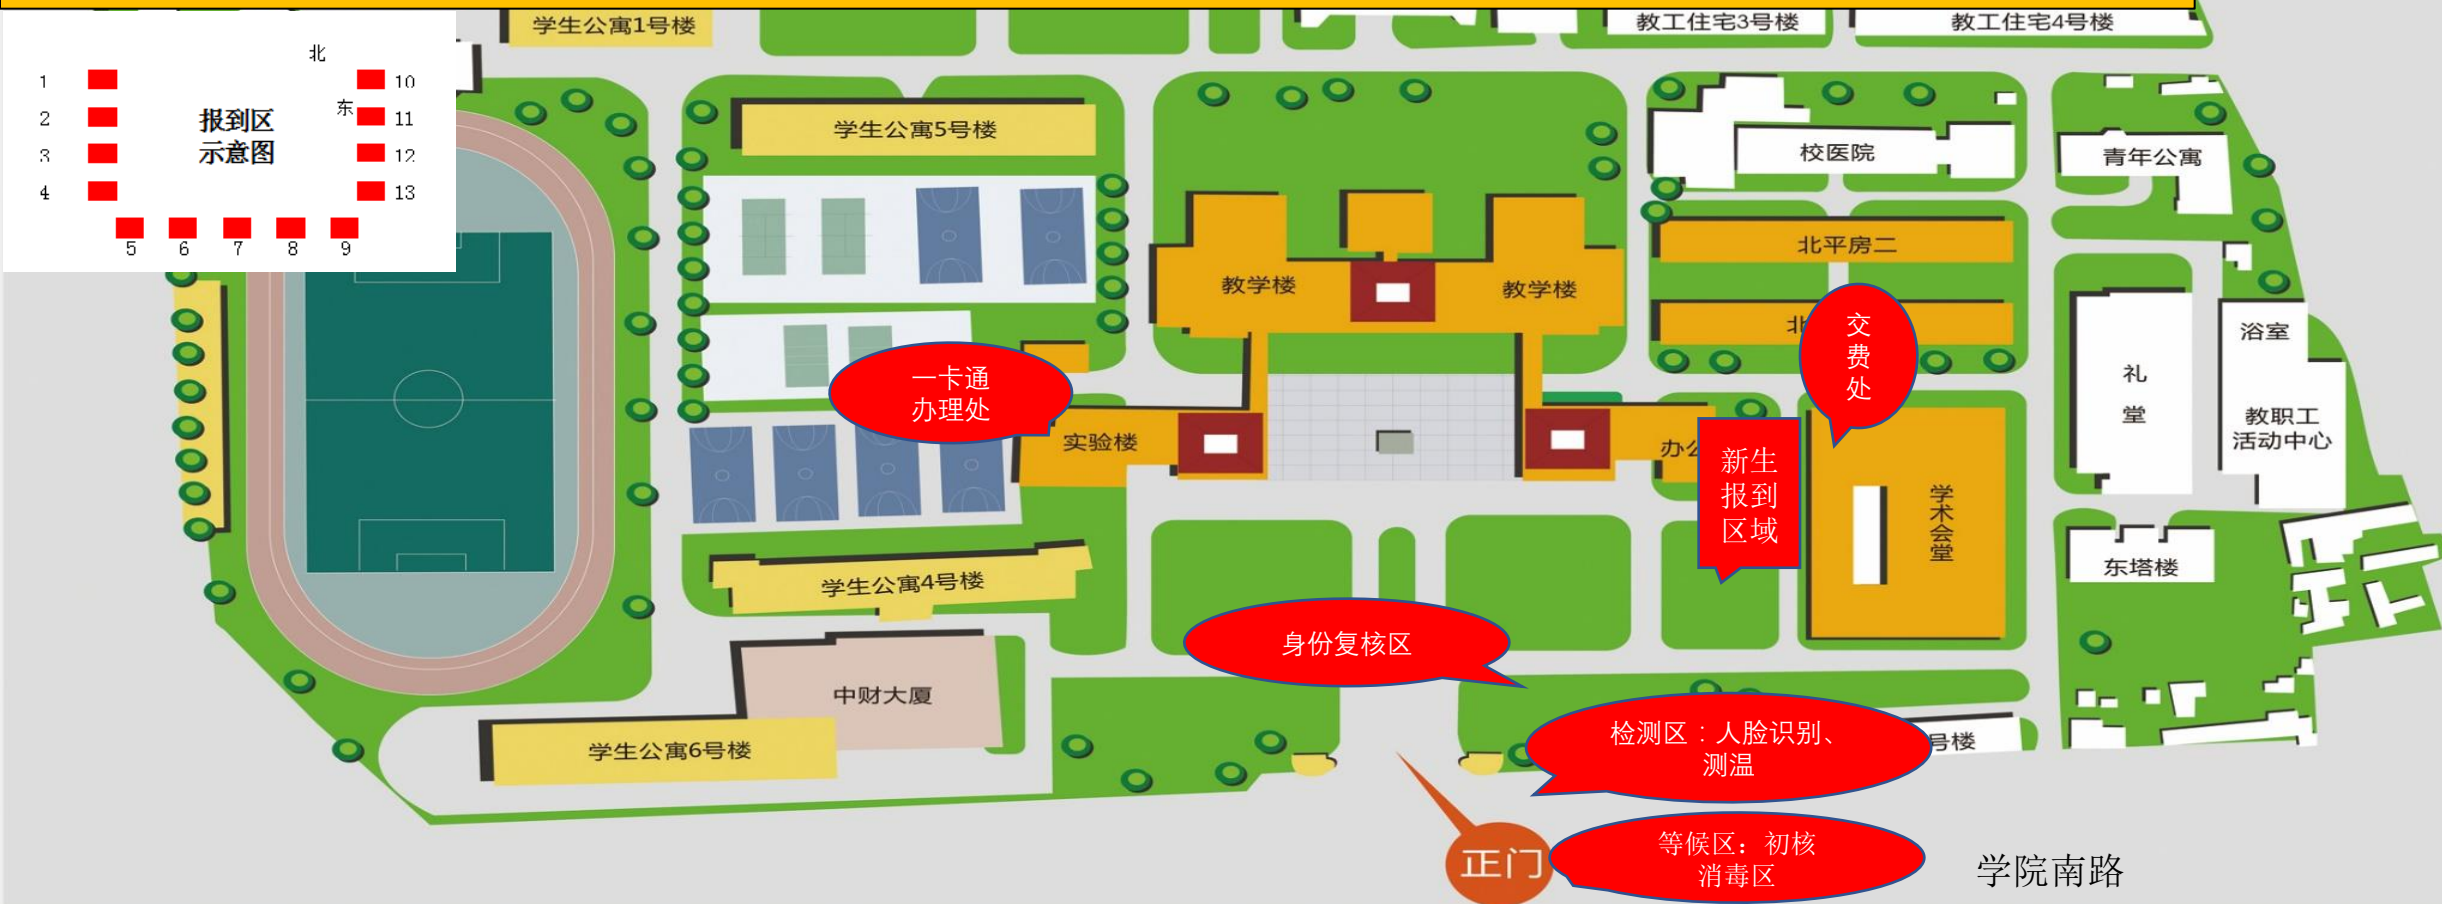 学生公寓1号楼
教工住宅3号楼
教工住宅4号楼
北
东
报到区
示意图
1
2
3
4
5
6
7
8
9
10
11
12
13
学生公寓5号楼
校医院
青年公寓
北平房二
教学楼
教学楼
北
交
费
处
浴室
礼
堂
教职工
活动中心
一卡通
办理处
实验楼
办公
新生
报到
区域
学
术
会
堂
东塔楼
学生公寓4号楼
身份复核区
中财大厦
学生公寓6号楼
检测区：人脸识别、
测温
号楼
正门
等候区：初核
消毒区
学院南路